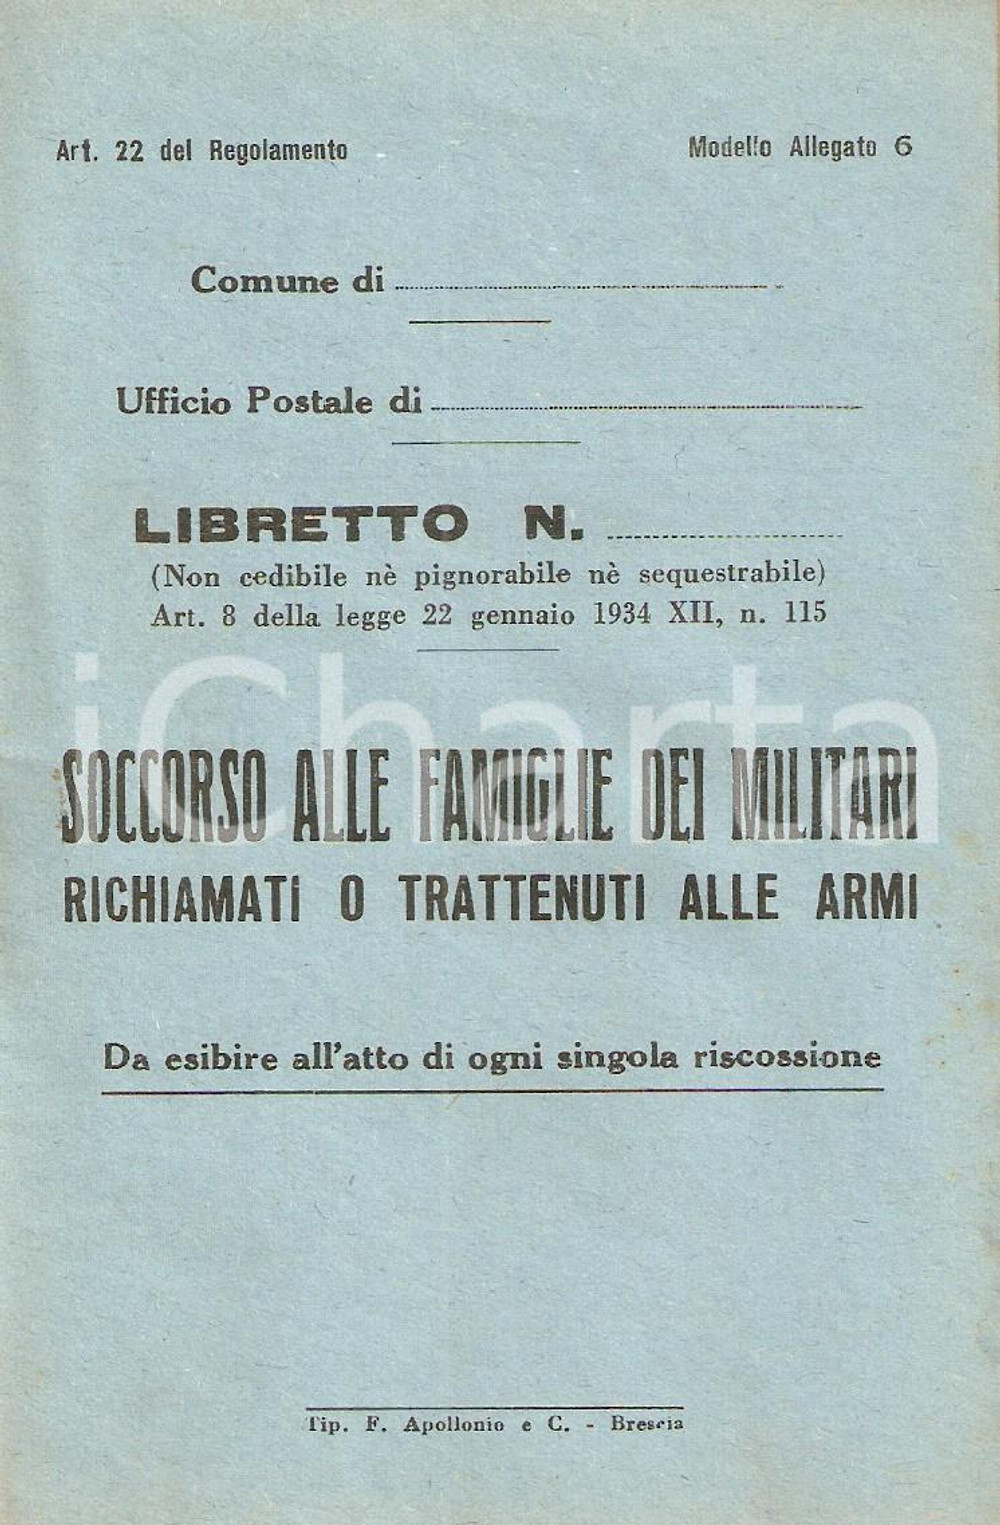 Art. 22 del Regolamento Modello Allegato 6
Comune di
Ufficio Postale di
LIBRETTO N.
(Non cedibile nè pignorabile nè sequestrabile)
Art. 8 della legge 22 gennaio 1934 XII, n. 115
iCharta
SOCCORSO ALLE FAMIGLIE DEI MILITARI
RICHIAMATI O TRATTENUTI ALLE ARMI
Da esibire all'atto di ogni singola riscossione
Tip. F. Apollonio e C. - Brescia